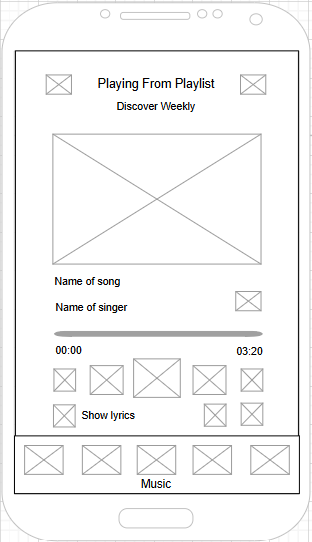 Playing From Playlist
Discover Weekly
Name of song
Name of singer
00:00 03:20
Show lyrics
Music